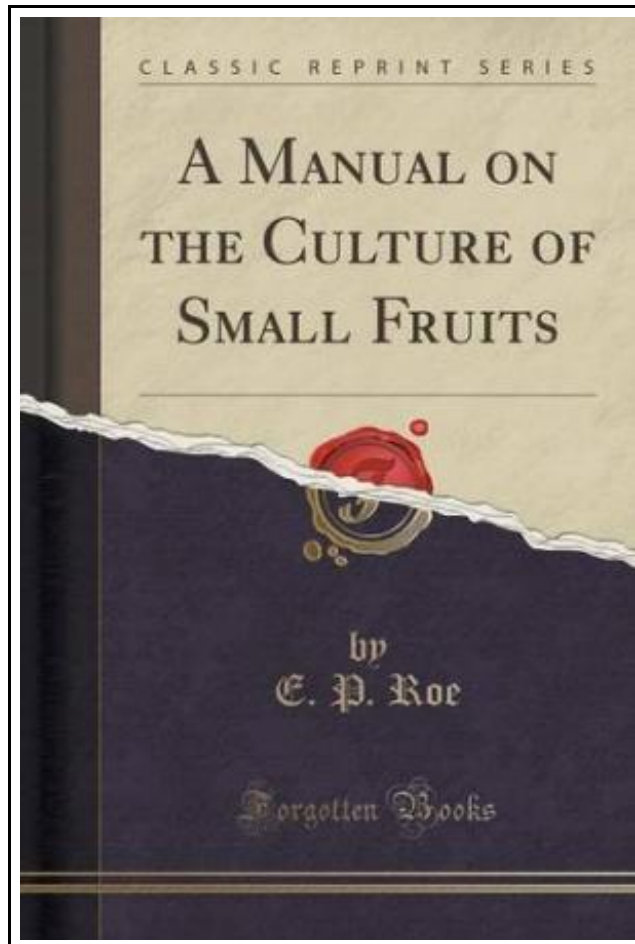 CLASSIC REPRINT SERIES
A MANUAL ON
THE CULTURE OF
SMALL FRUITS
by
E. P. Roe
Forgotten Books